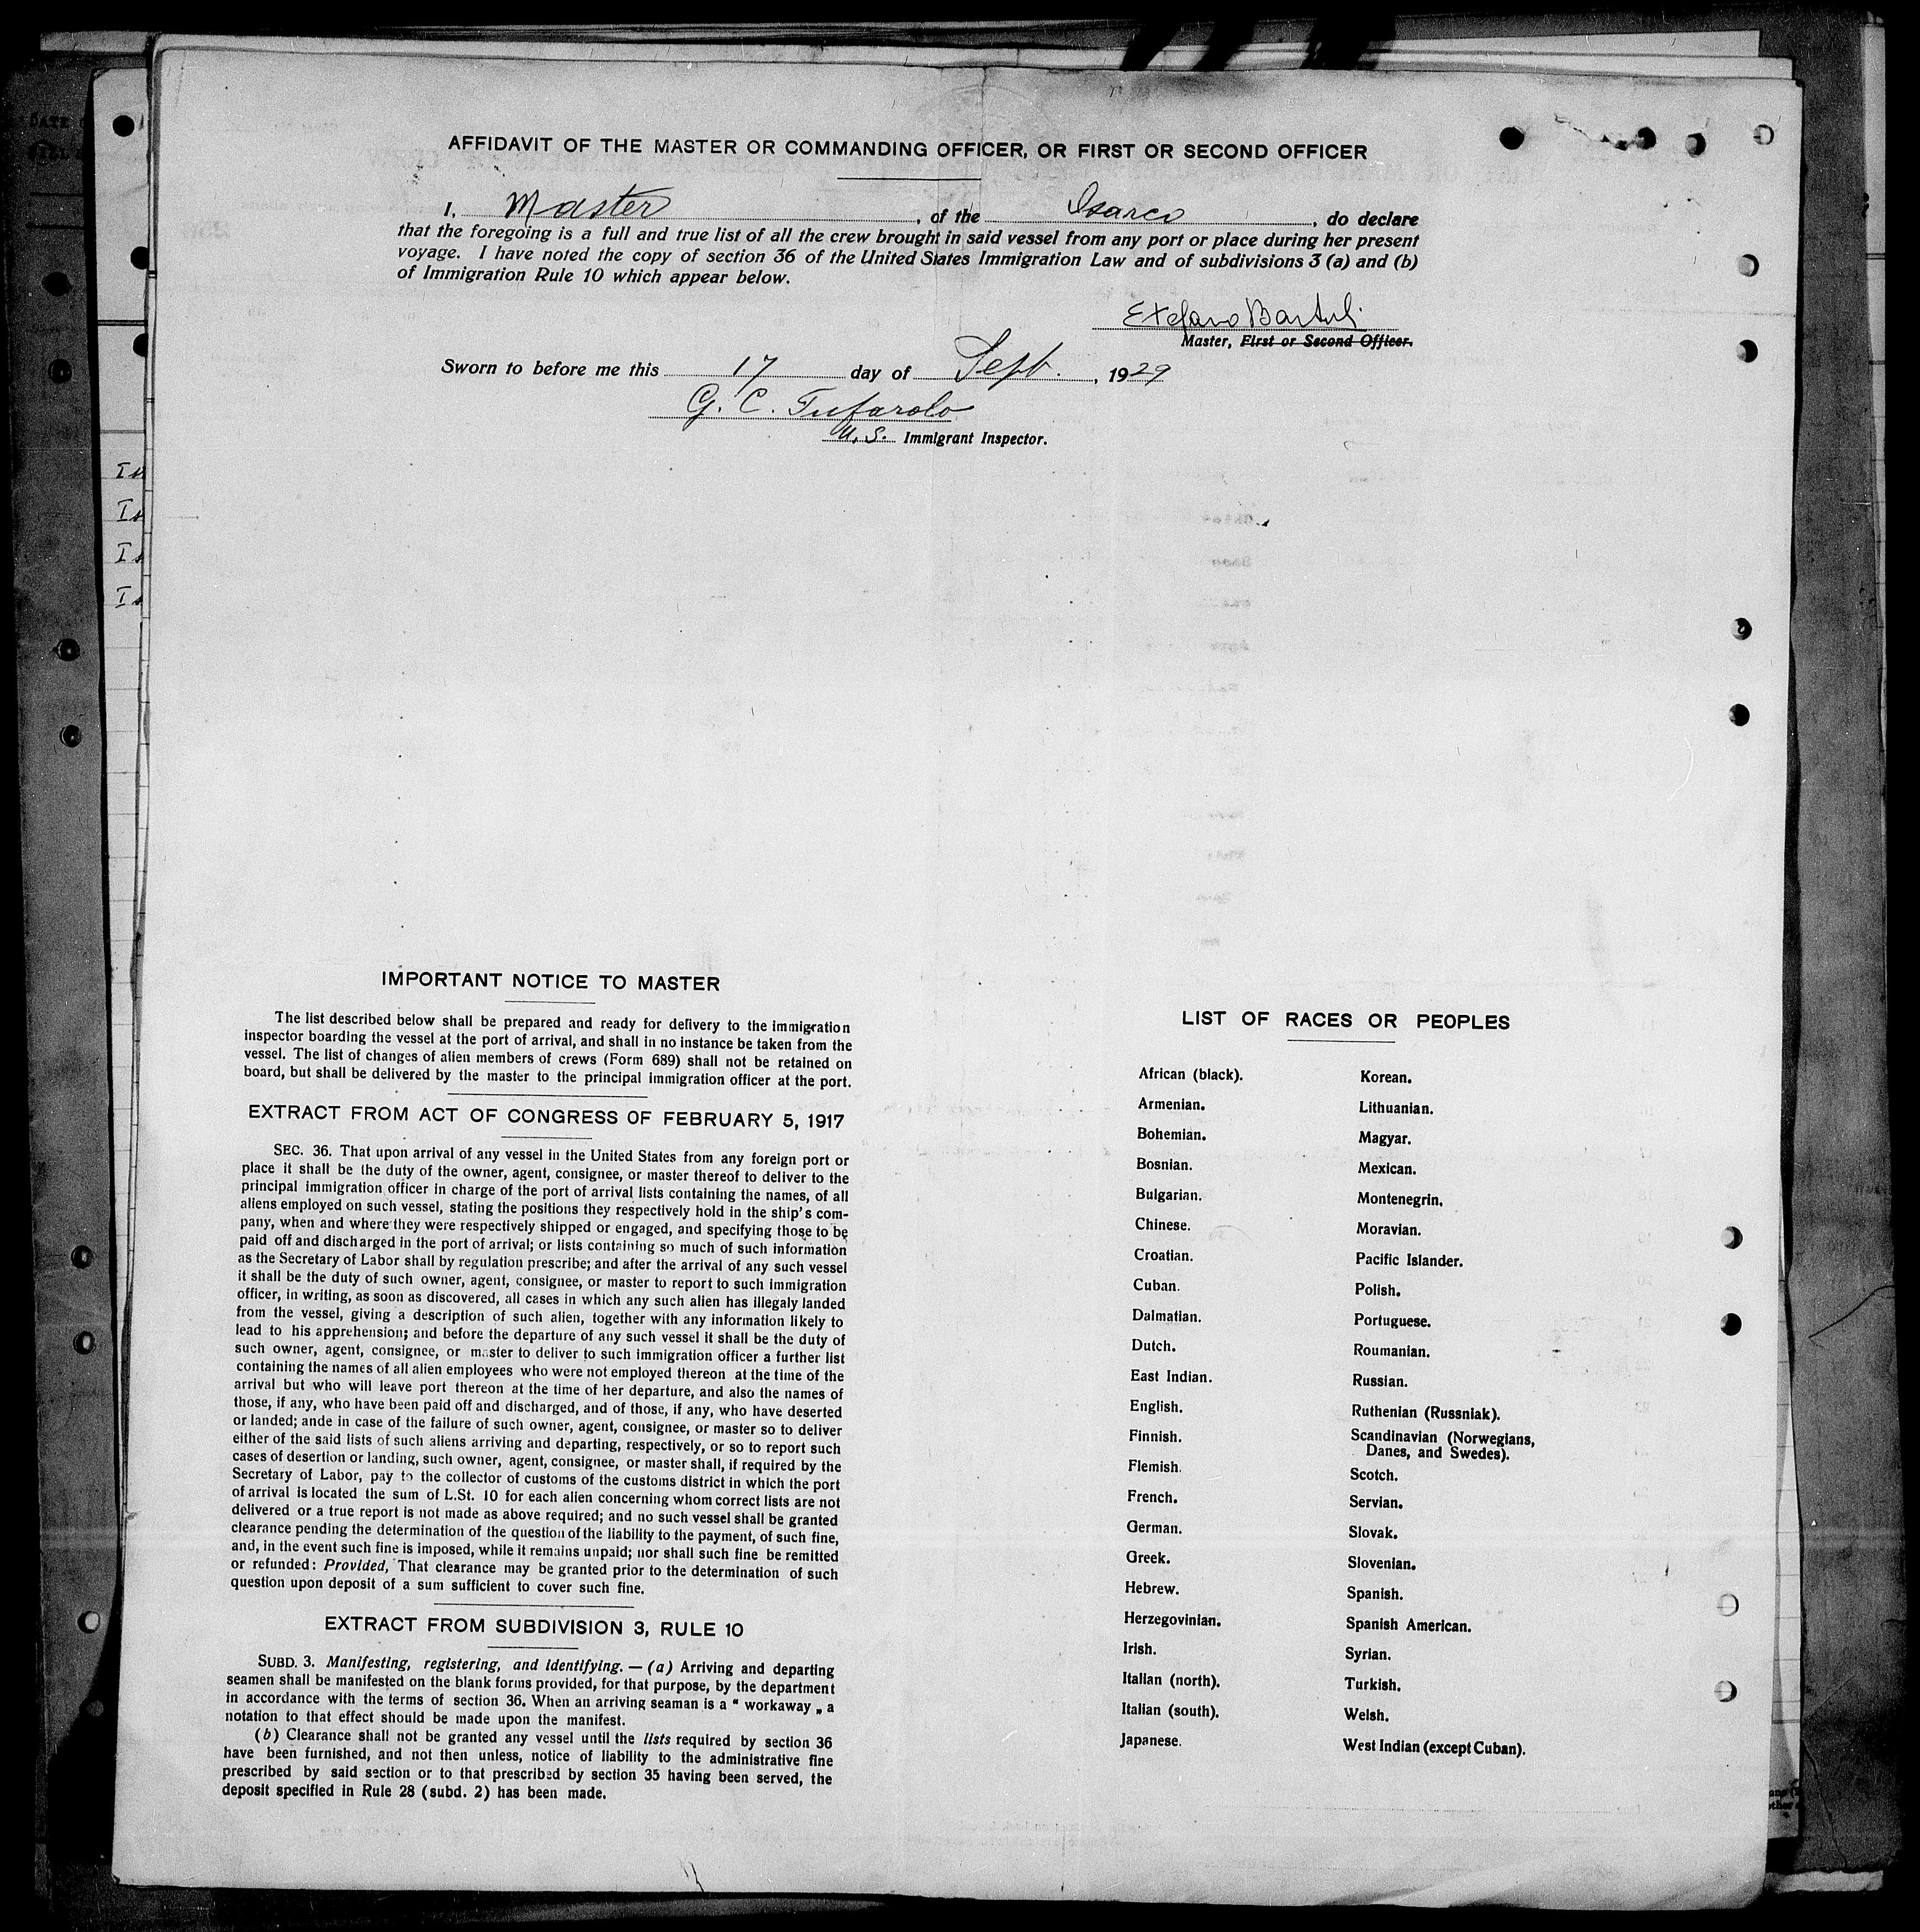 AFFIDAVIT OF THE MASTER OR COMMANDING OFFICER, OR FIRST OR SECOND OFFICER
I, Master, of the Isarco, do declare
that the foregoing is a full and true list of all the crew brought in said vessel from any port or place during her present
voyage. I have noted the copy of section 36 of the United States Immigration Law and of subdivisions 3 (a) and (b)
of Immigration Rule 10 which appear below.
Master, First or Second Officer.
Sworn to before me this 17 day of Sept., 1929
G. C. Tufarolo
U. S. Immigrant Inspector.
IMPORTANT NOTICE TO MASTER
The list described below shall be prepared and ready for delivery to the immigration
inspector boarding the vessel at the port of arrival, and shall in no instance be taken from the
vessel. The list of changes of alien members of crews (Form 689) shall not be retained on
board, but shall be delivered by the master to the principal immigration officer at the port.
EXTRACT FROM ACT OF CONGRESS OF FEBRUARY 5, 1917
SEC. 36. That upon arrival of any vessel in the United States from any foreign port or
place it shall be the duty of the owner, agent, consignee, or master thereof to deliver to the
principal immigration officer in charge of the port of arrival lists containing the names, of all
aliens employed on such vessel, stating the positions they respectively hold in the ship's com-
pany, when and where they were respectively shipped or engaged, and specifying those to be
paid off and discharged in the port of arrival; or lists containing so much of such information
as the Secretary of Labor shall by regulation prescribe; and after the arrival of any such vessel
it shall be the duty of such owner, agent, consignee, or master to report to such immigration
officer, in writing, as soon as discovered, all cases in which any such alien has illegaly landed
from the vessel, giving a description of such alien, together with any information likely to
lead to his apprehension; and before the departure of any such vessel it shall be the duty of
such owner, agent, consignee, or master to deliver to such immigration officer a further list
containing the names of all alien employees who were not employed thereon at the time of the
arrival but who will leave port thereon at the time of her departure, and also the names of
those, if any, who have been paid off and discharged, and of those, if any, who have deserted
or landed; ande in case of the failure of such owner, agent, consignee, or master so to deliver
either of the said lists of such aliens arriving and departing, respectively, or so to report such
cases of desertion or landing, such owner, agent, consignee, or master shall, if required by the
Secretary of Labor, pay to the collector of customs of the customs district in which the port
of arrival is located the sum of L.St. 10 for each alien concerning whom correct lists are not
delivered or a true report is not made as above required; and no such vessel shall be granted
clearance pending the determination of the question of the liability to the payment, of such fine,
and, in the event such fine is imposed, while it remains unpaid; nor shall such fine be remitted
or refunded: Provided, That clearance may be granted prior to the determination of such
question upon deposit of a sum sufficient to cover such fine.
EXTRACT FROM SUBDIVISION 3, RULE 10
SUBD. 3. Manifesting, registering, and identifying. — (a) Arriving and departing
seamen shall be manifested on the blank forms provided, for that purpose, by the department
in accordance with the terms of section 36. When an arriving seaman is a " workaway „ a
notation to that effect should be made upon the manifest.
(b) Clearance shall not be granted any vessel until the lists required by section 36
have been furnished, and not then unless, notice of liability to the administrative fine
prescribed by said section or to that prescribed by section 35 having been served, the
deposit specified in Rule 28 (subd. 2) has been made.
LIST OF RACES OR PEOPLES
African (black).
Armenian.
Bohemian.
Bosnian.
Bulgarian.
Chinese.
Croatian.
Cuban.
Dalmatian.
Dutch.
East Indian.
English.
Finnish.
Flemish.
French.
German.
Greek.
Hebrew.
Herzegovinian.
Irish.
Italian (north).
Italian (south).
Japanese.
Korean.
Lithuanian.
Magyar.
Mexican.
Montenegrin.
Moravian.
Pacific Islander.
Polish.
Portuguese.
Roumanian.
Russian.
Ruthenian (Russniak).
Scandinavian (Norwegians,
Danes, and Swedes).
Scotch.
Servian.
Slovak.
Slovenian.
Spanish.
Spanish American.
Syrian.
Turkish.
Welsh.
West Indian (except Cuban).